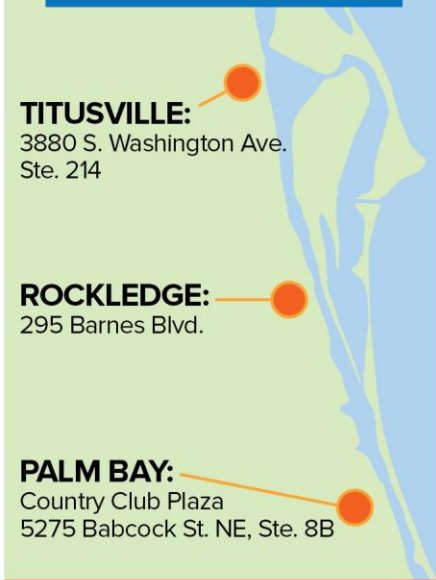 TITUSVILLE:
3880 S. Washington Ave.
Ste. 214
ROCKLEDGE:
295 Barnes Blvd.
PALM BAY:
Country Club Plaza
5275 Babcock St. NE, Ste. 8B